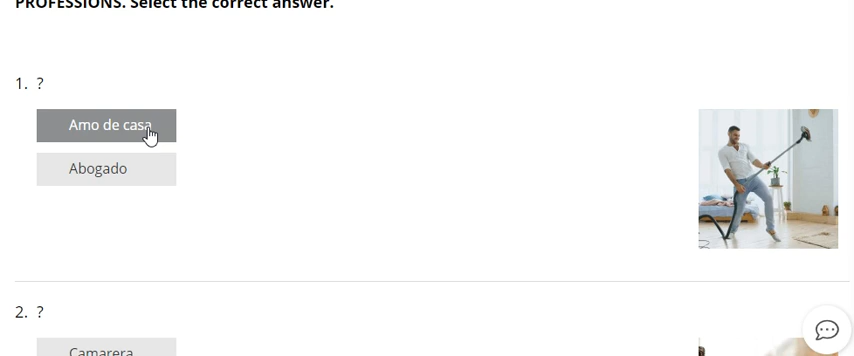 PROFESSIONS. Select the correct answer.
1. ?
Amo de casa
Abogado
2. ?
Camarera